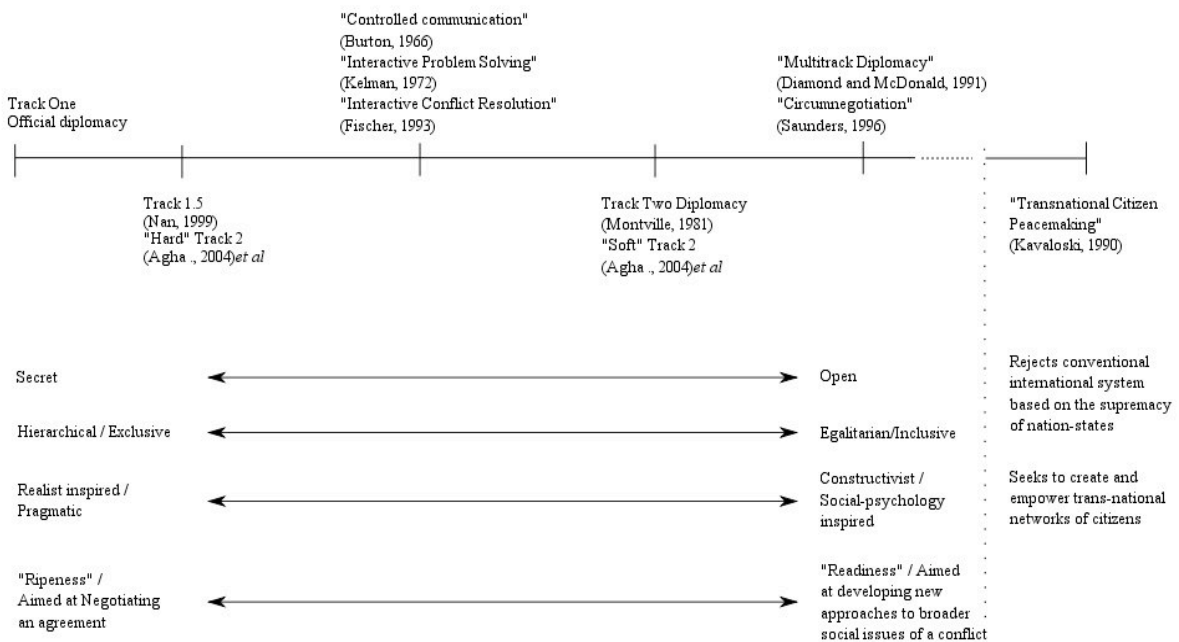 "Controlled communication"
(Burton, 1966)
"Interactive Problem Solving"
(Kelman, 1972)
"Interactive Conflict Resolution"
(Fischer, 1993)
"Multitrack Diplomacy"
(Diamond and McDonald, 1991)
"Circumnegotiation"
(Saunders, 1996)
Track One
Official diplomacy
Track 1.5
(Nan, 1999)
"Hard" Track 2
(Agha ., 2004)et al
Track Two Diplomacy
(Montville, 1981)
"Soft" Track 2
(Agha ., 2004)et al
"Transnational Citizen
Peacemaking"
(Kavaloski, 1990)
Secret
Open
Rejects conventional
international system
based on the supremacy
of nation-states
Hierarchical / Exclusive
Egalitarian/Inclusive
Realist inspired /
Pragmatic
Constructivist /
Social-psychology
inspired
Seeks to create and
empower trans-national
networks of citizens
"Ripeness" /
Aimed at Negotiating
an agreement
"Readiness" / Aimed
at developing new
approaches to broader
social issues of a conflict